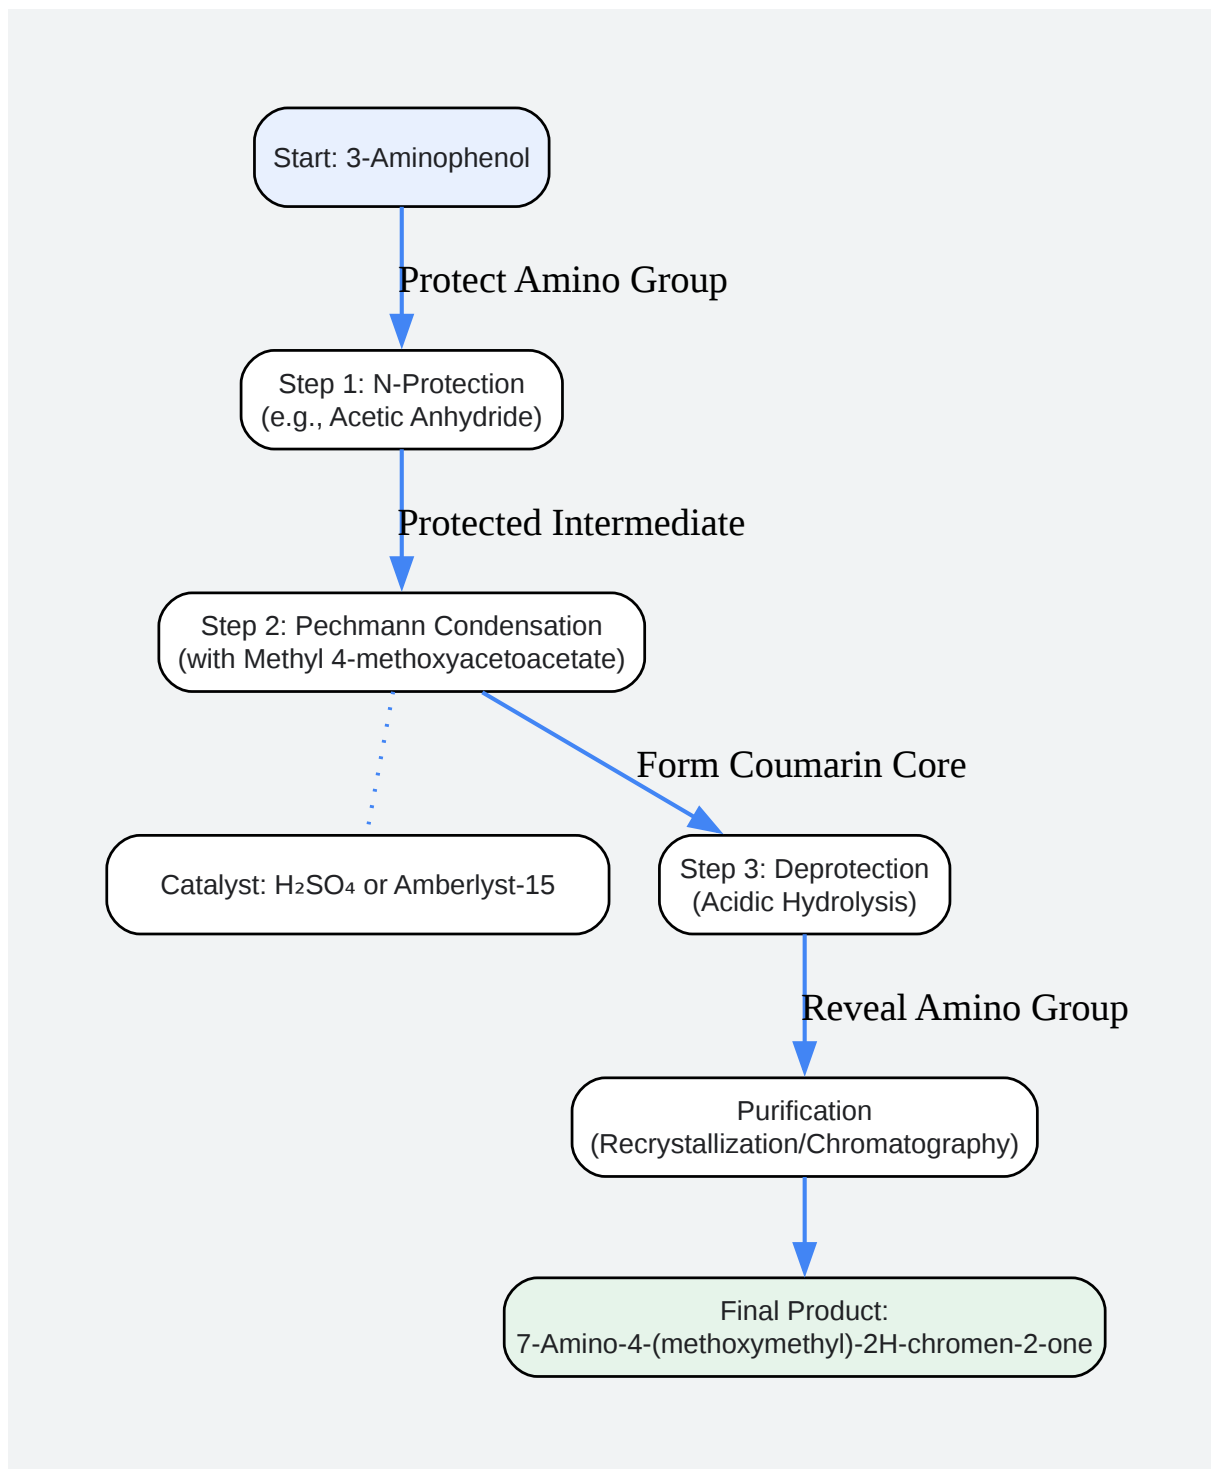 Start: 3-Aminophenol
Protect Amino Group
Step 1: N-Protection
(e.g., Acetic Anhydride)
Protected Intermediate
Step 2: Pechmann Condensation
(with Methyl 4-methoxyacetoacetate)
Form Coumarin Core
Catalyst: H₂SO₄ or Amberlyst-15
Step 3: Deprotection
(Acidic Hydrolysis)
Reveal Amino Group
Purification
(Recrystallization/Chromatography)
Final Product:
7-Amino-4-(methoxymethyl)-2H-chromen-2-one